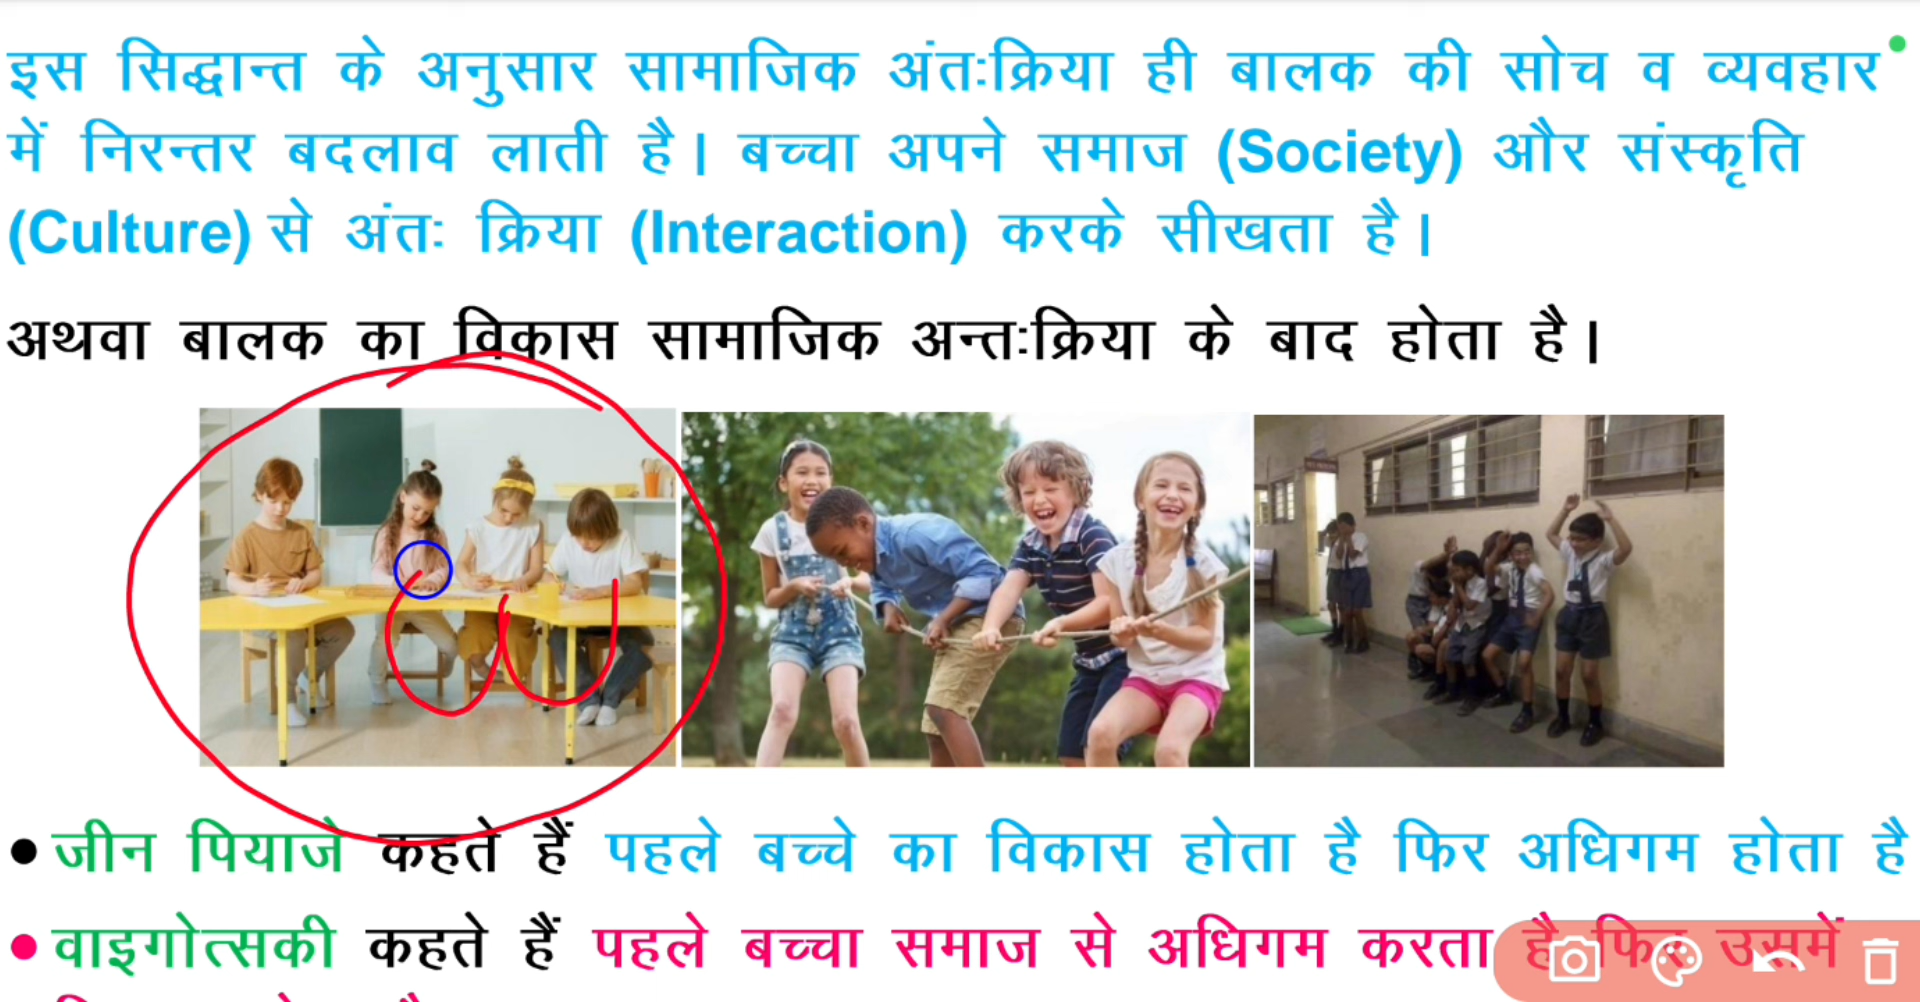 इस सिद्धान्त के अनुसार सामाजिक अंतःक्रिया ही बालक की सोच व व्यवहार
में निरन्तर बदलाव लाती है। बच्चा अपने समाज (Society) और संस्कृति
(Culture) से अंतः क्रिया (Interaction) करके सीखता है।
अथवा बालक का विकास सामाजिक अन्तःक्रिया के बाद होता है।
• जीन पियाजे कहते हैं पहले बच्चे का विकास होता है फिर अधिगम होता है
• वाइगोत्सकी कहते हैं पहले बच्चा समाज से अधिगम करता है फिर उसमें